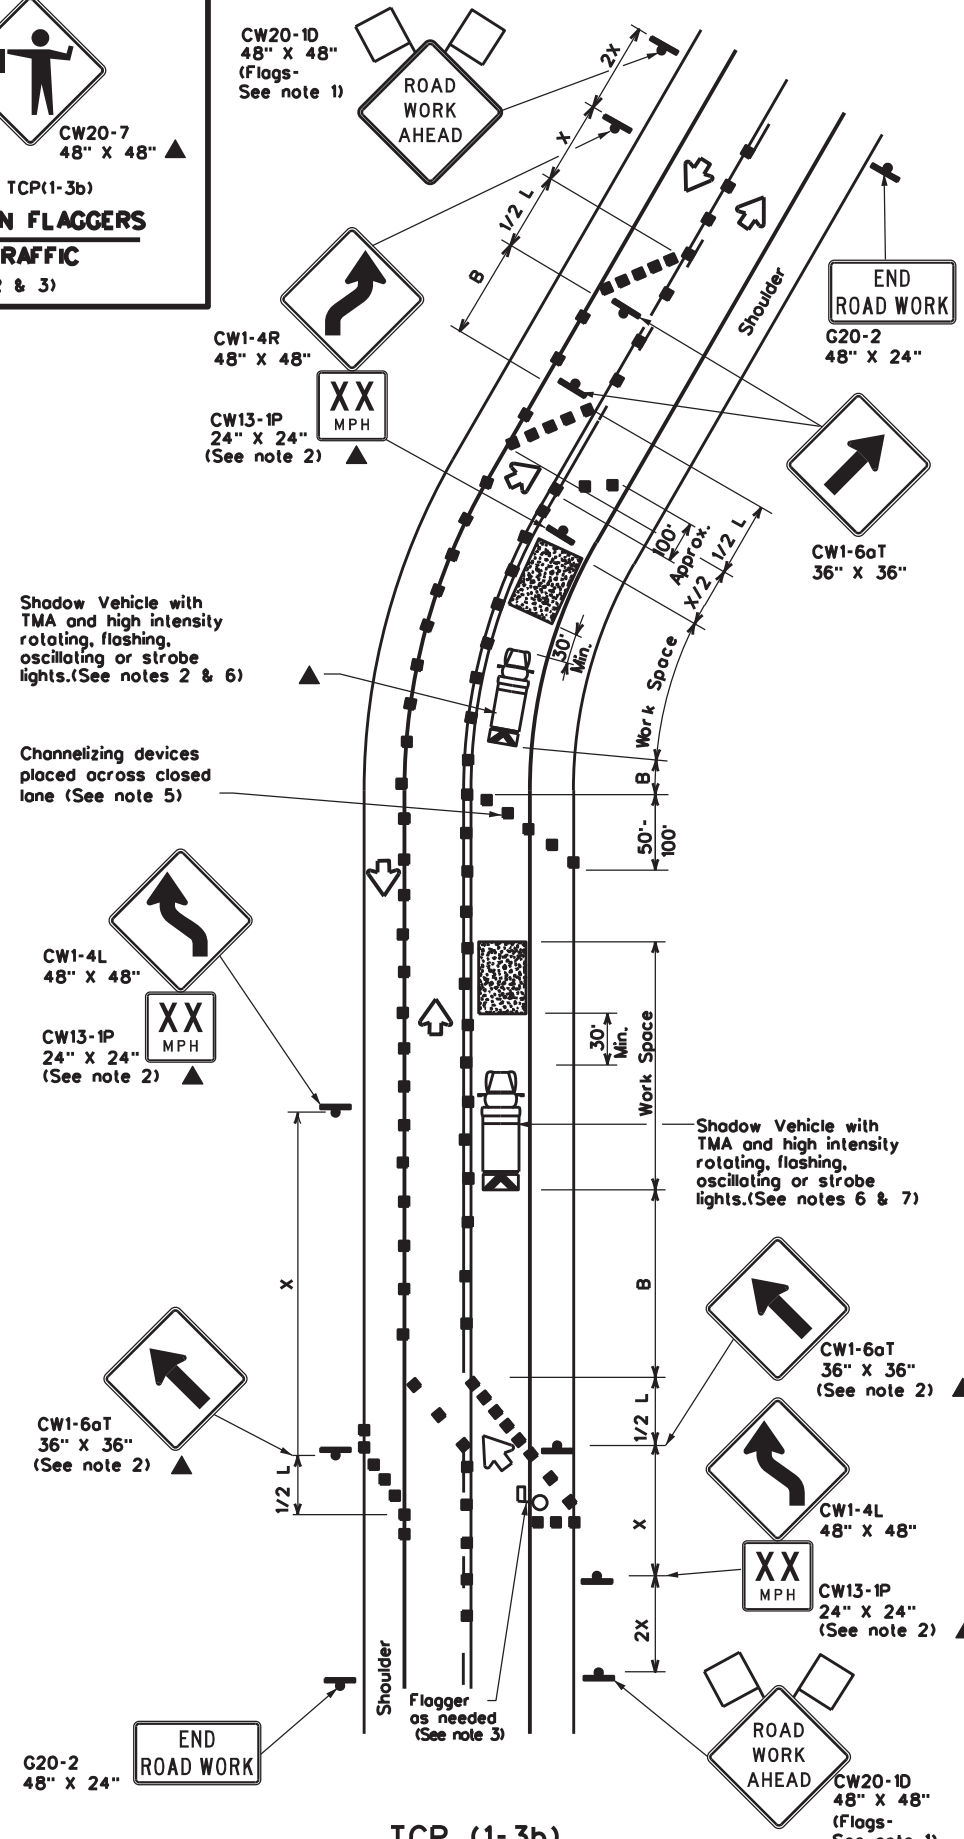 CW20-7
48" X 48"
TCP(1-3b)
FLAGGERS
& 3)
CW20-1D
48" X 48"
(Flags-
See note 1)
ROAD
WORK
AHEAD
2X
X
1/2 L
B
CW1-4R
48" X 48"
XX
MPH
CW13-1P
24" X 24"
(See note 2)
Shoulder
END
ROAD WORK
G20-2
48" X 24"
CW1-6aT
36" X 36"
100'
Approx.
1/2 L
X/2
Work Space
30'
Min.
B
50'-
100'
Shadow Vehicle with
TMA and high intensity
rotating, flashing,
oscillating or strobe
lights.(See notes 2 & 6)
Channelizing devices
placed across closed
lane (See note 5)
CW1-4L
48" X 48"
XX
MPH
CW13-1P
24" X 24"
(See note 2)
30'
Min.
Work Space
Shadow Vehicle with
TMA and high intensity
rotating, flashing,
oscillating or strobe
lights.(See notes 6 & 7)
X
B
CW1-6aT
36" X 36"
(See note 2)
1/2 L
CW1-6aT
36" X 36"
(See note 2)
1/2 L
X
2X
CW1-4L
48" X 48"
XX
MPH
CW13-1P
24" X 24"
(See note 2)
Shoulder
Flagger
as needed
(See note 3)
END
ROAD WORK
G20-2
48" X 24"
ROAD
WORK
AHEAD
CW20-1D
48" X 48"
(Flags-
See note 1)
TCP (1-3b)